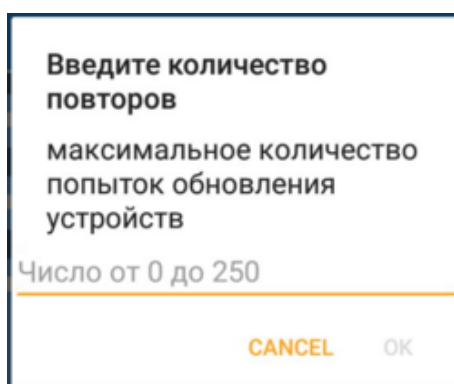 Введите количество
повторов
максимальное количество
попыток обновления
устройств
Число от 0 до 250
CANCEL OK